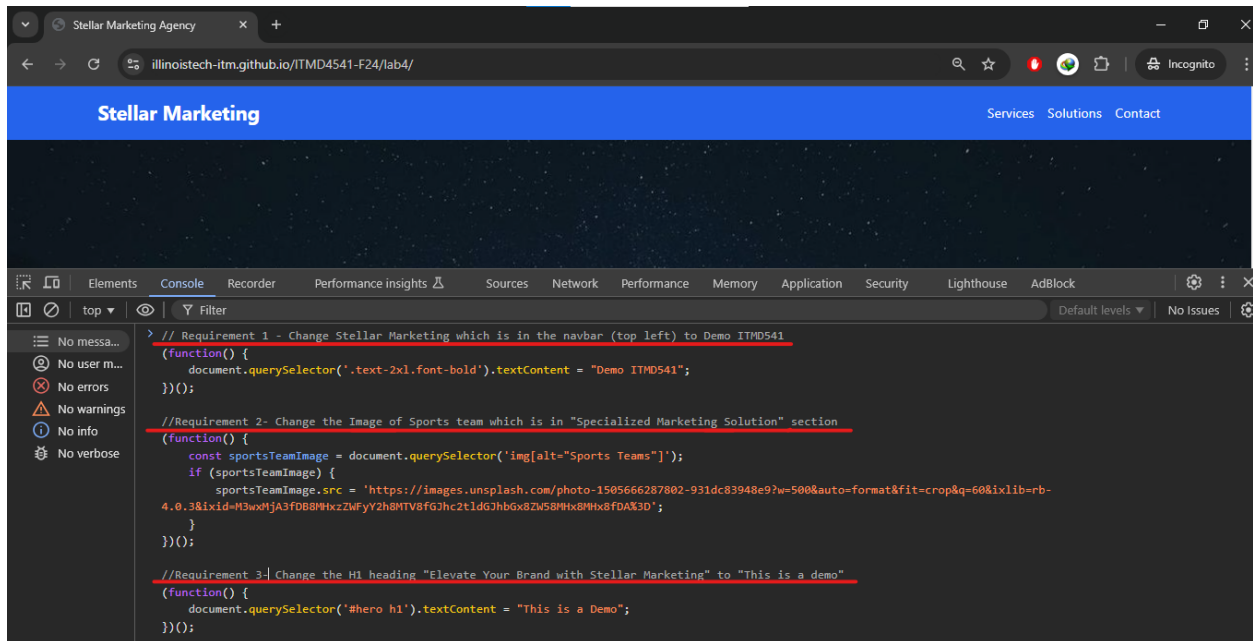 Stellar Marketing Agency
illinoistech-itm.github.io/ITMD4541-F24/lab4/
Incognito
Stellar Marketing
Services Solutions Contact
Elements Console Recorder Performance insights Sources Network Performance Memory Application Security Lighthouse AdBlock
top Filter Default levels No Issues
No messa...
No user m...
No errors
No warnings
No info
No verbose
// Requirement 1 - Change Stellar Marketing which is in the navbar (top left) to Demo ITMD541
(function() {
document.querySelector('.text-2xl.font-bold').textContent = "Demo ITMD541";
})();
//Requirement 2- Change the Image of Sports team which is in "Specialized Marketing Solution" section
(function() {
const sportsTeamImage = document.querySelector('img[alt="Sports Teams"]');
if (sportsTeamImage) {
sportsTeamImage.src = 'https://images.unsplash.com/photo-1505666287802-931dc83948e9?w=500&auto=format&fit=crop&q=60&ixlib=rb-
4.0.3&ixid=M3wxMjA3fDB8MHxzZWFyY2h8MTV8fGJhc2tldGJhbGx8ZW58MHx8MHx8fDA%3D';
}
})();
//Requirement 3- Change the H1 heading "Elevate Your Brand with Stellar Marketing" to "This is a demo"
(function() {
document.querySelector('#hero h1').textContent = "This is a Demo";
})();